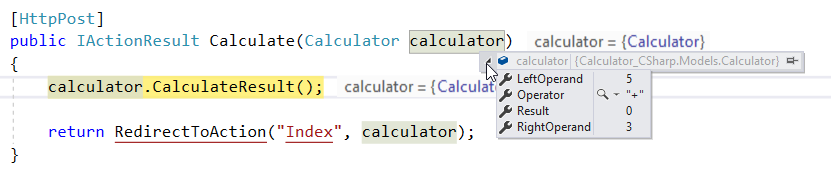 [HttpPost]
public IActionResult Calculate(Calculator calculator) calculator = {Calculator}
{
calculator | {Calculator_CSharp.Models.Calculator}
calculator.CalculateResult(); calculator = {Calcula
LeftOperand 5
Operator "+"
Result 0
RightOperand 3
return RedirectToAction("Index", calculator);
}